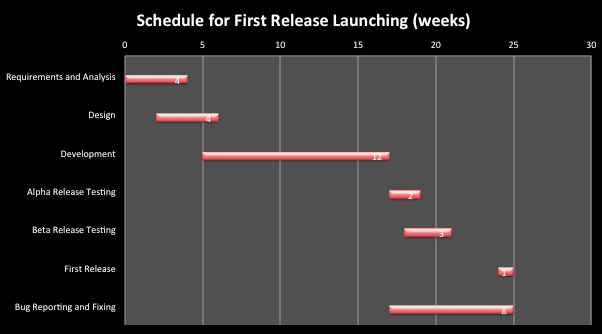 Schedule for First Release Launching (weeks)
0 5 10 15 20 25 30
Requirements and Analysis 4
Design 4
Development 12
Alpha Release Testing 2
Beta Release Testing 3
First Release 1
Bug Reporting and Fixing 8